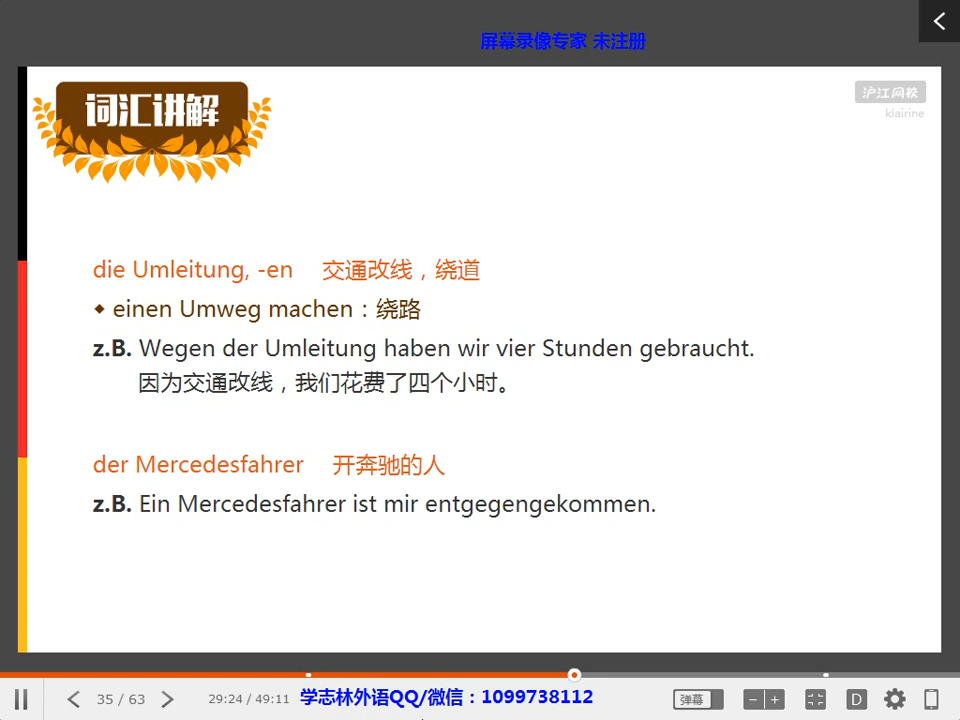 屏幕录像专家 未注册
词汇讲解
沪江网校
klairine
die Umleitung, -en 交通改线，绕道
einen Umweg machen：绕路
z.B. Wegen der Umleitung haben wir vier Stunden gebraucht.
因为交通改线，我们花费了四个小时。
der Mercedesfahrer 开奔驰的人
z.B. Ein Mercedesfahrer ist mir entgegengekommen.
35 / 63 29:24 / 49:11 学志林外语QQ/微信：1099738112 弹幕 D